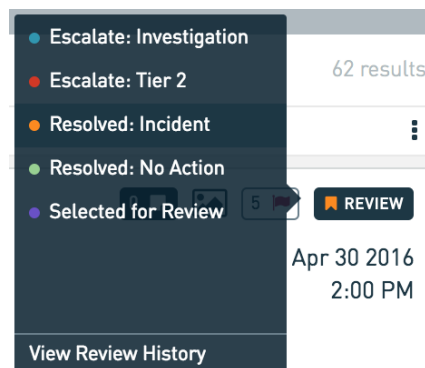 Escalate: Investigation
Escalate: Tier 2
Resolved: Incident
Resolved: No Action
Selected for Review
View Review History
62 results
5
REVIEW
Apr 30 2016
2:00 PM